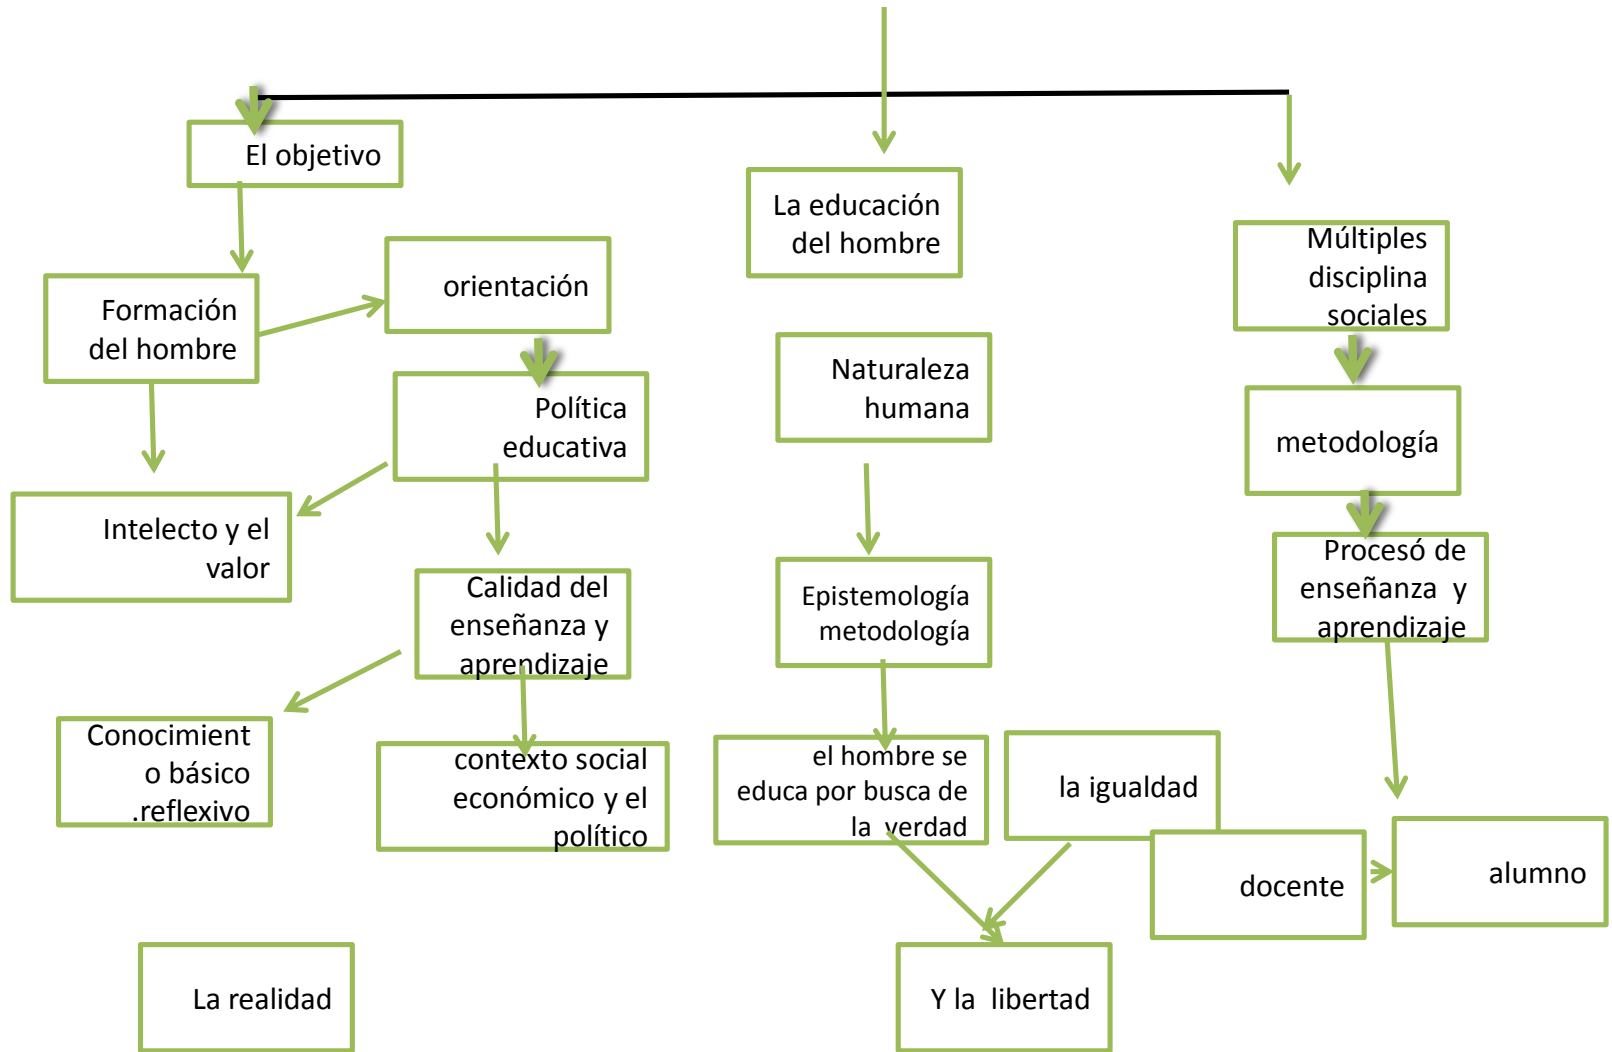 El objetivo
La educación
del hombre
Múltiples
disciplina
sociales
orientación
Formación
del hombre
Naturaleza
humana
Política
educativa
metodología
Intelecto y el
valor
Procesó de
enseñanza y
aprendizaje
Calidad del
enseñanza y
aprendizaje
Epistemología
metodología
Conocimient
o básico
.reflexivo
contexto social
económico y el
político
el hombre se
educa por busca de
la verdad
la igualdad
docente
alumno
La realidad
Y la libertad